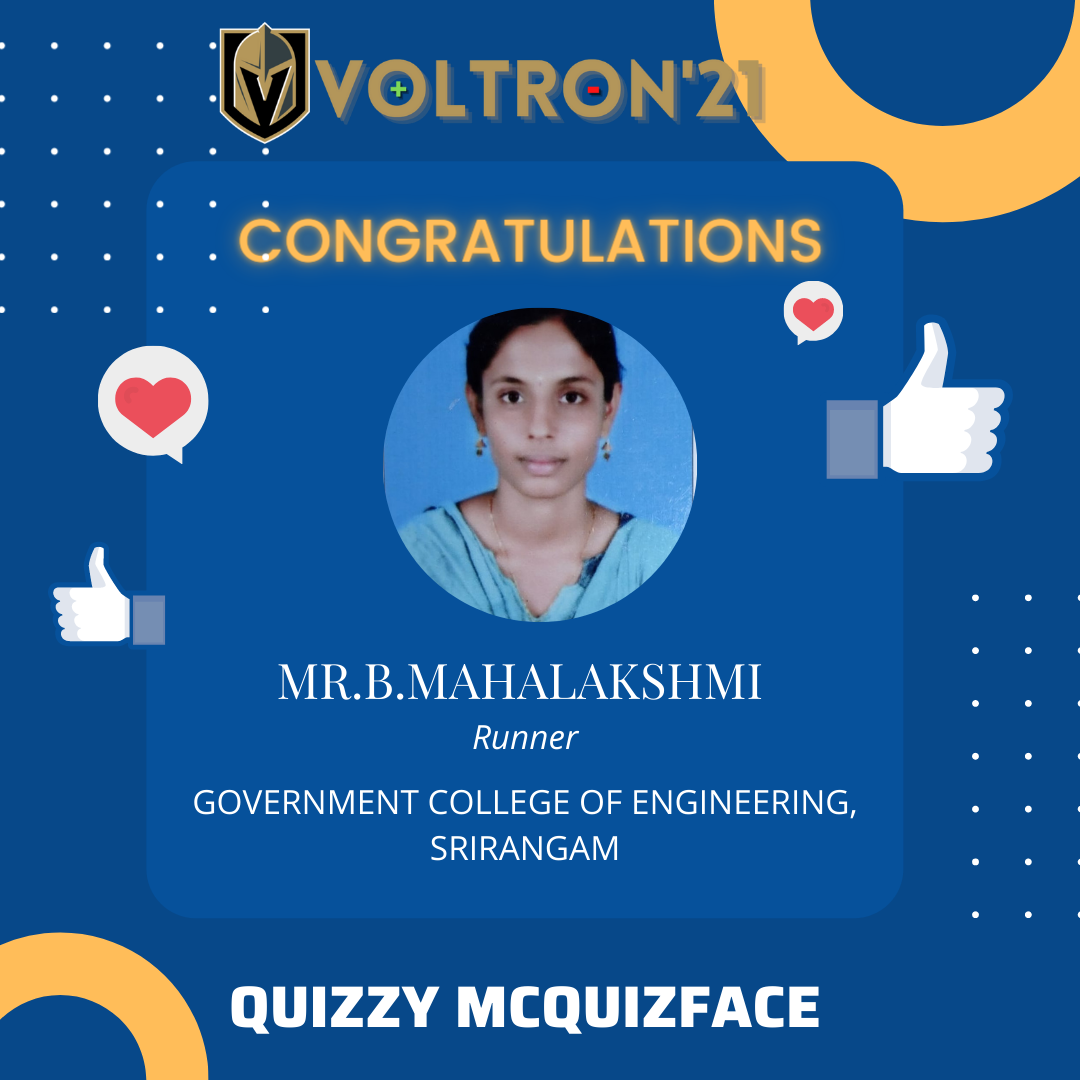 VOLTRON'21
CONGRATULATIONS
MR.B.MAHALAKSHMI
Runner
GOVERNMENT COLLEGE OF ENGINEERING,
SRIRANGAM
QUIZZY MCQUIZFACE